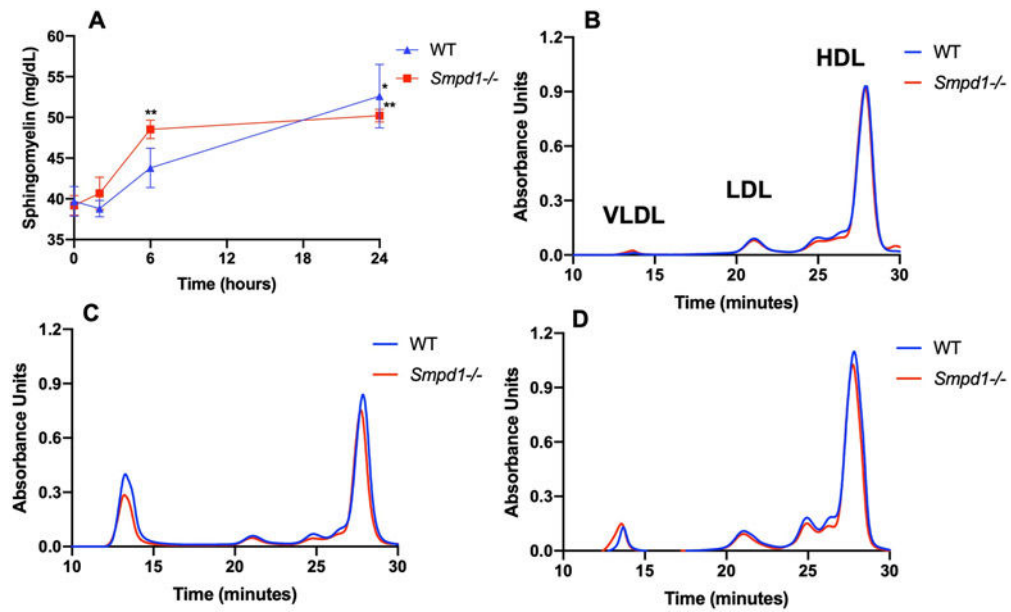 A
Sphingomyelin (mg/dL)
60
55
50
45
40
35
0
6
12
18
24
Time (hours)
WT
Smpd1-/-
**
*
**
B
Absorbance Units
1.2
0.9
0.6
0.3
0.0
10
15
20
25
30
Time (minutes)
VLDL
LDL
HDL
WT
Smpd1-/-
C
Absorbance Units
1.2
0.9
0.6
0.3
0.0
10
15
20
25
30
Time (minutes)
WT
Smpd1-/-
D
Absorbance Units
1.2
0.9
0.6
0.3
0.0
10
15
20
25
30
Time (minutes)
WT
Smpd1-/-